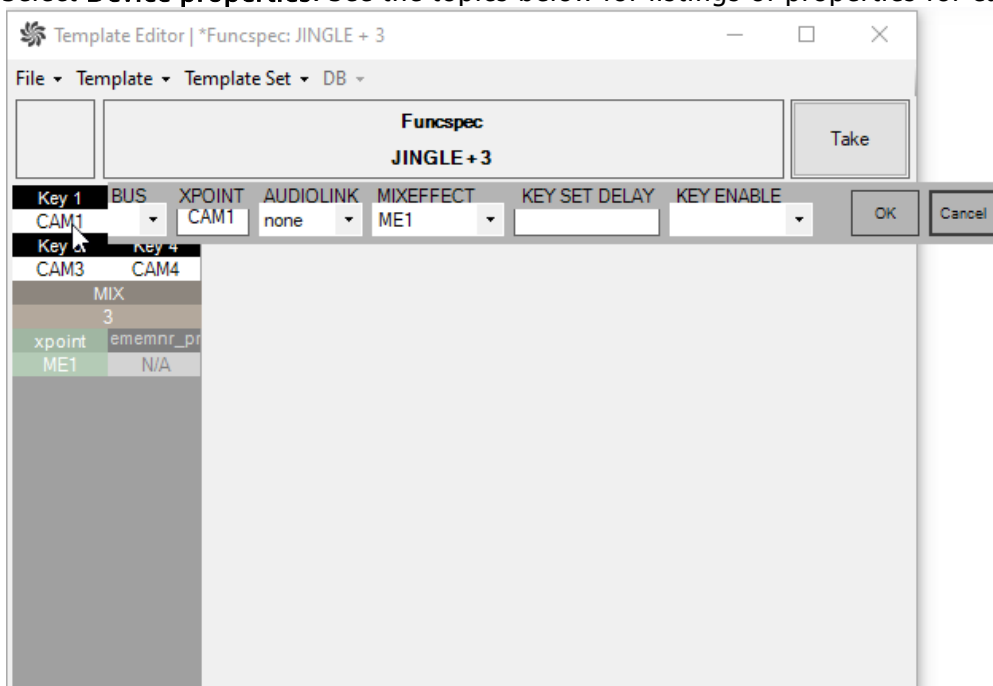 Select Device properties. See the topics below for listings of properties for
Template Editor | *Funcspec: JINGLE + 3
File Template Template Set DB
Funcspec
JINGLE + 3
Take
Key 1 BUS XPOINT AUDIOLINK MIXEFFECT KEY SET DELAY KEY ENABLE
CAM1 CAM1 none ME1 OK Cancel
Key Key 4
CAM3 CAM4
MIX
3
xpoint ememnr_pr
ME1 N/A